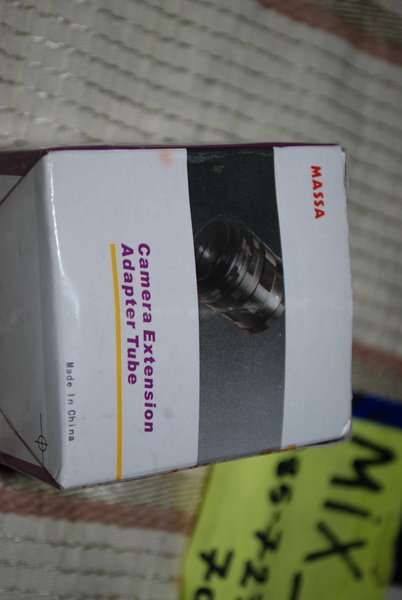 MASSA
Camera Extension
Adapter Tube
Made In China
MiX